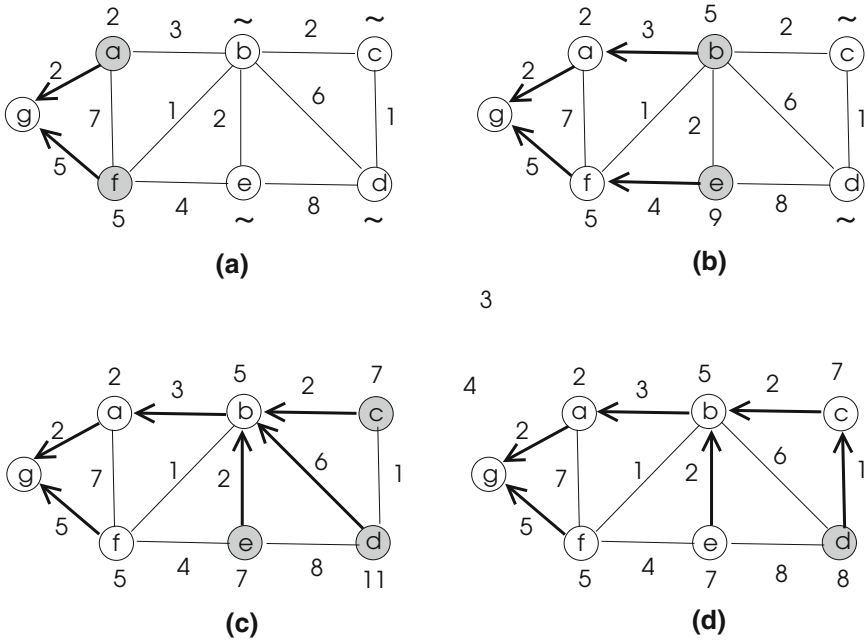 2 ~ ~ 5 ~
a 3 b 2 c a 3 b 2 c
2 2
g 7 1 2 6 1 g 7 1 2 6 1
5 5
f 4 e 8 d f 4 e 8 d
5 ~ ~ 5 9 ~
(a) (b)
3
2 5 7 4 2 5 7
a 3 b 2 c a 3 b 2 c
2 2
g 7 1 2 6 1 g 7 1 2 6 1
5 5
f 4 e 8 d f 4 e 8 d
5 7 11 5 7 8
(c) (d)